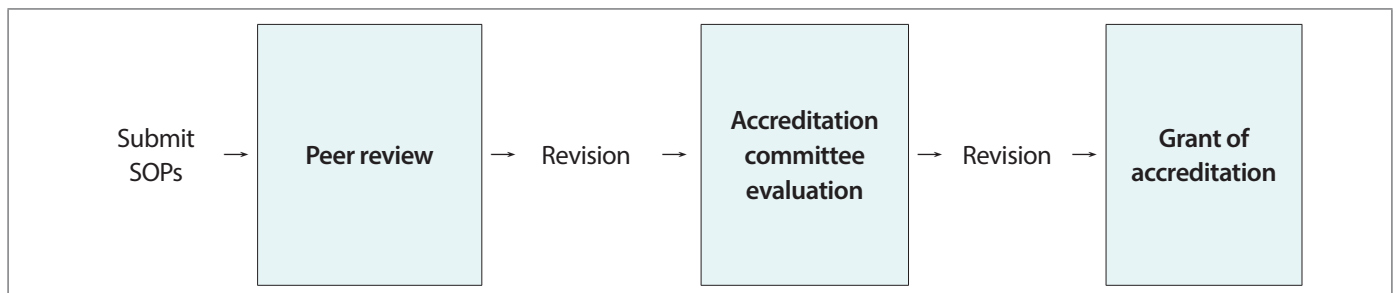 Submit
SOPs
→
Peer review
→
Revision
→
Accreditation
committee
evaluation
→
Revision
→
Grant of
accreditation